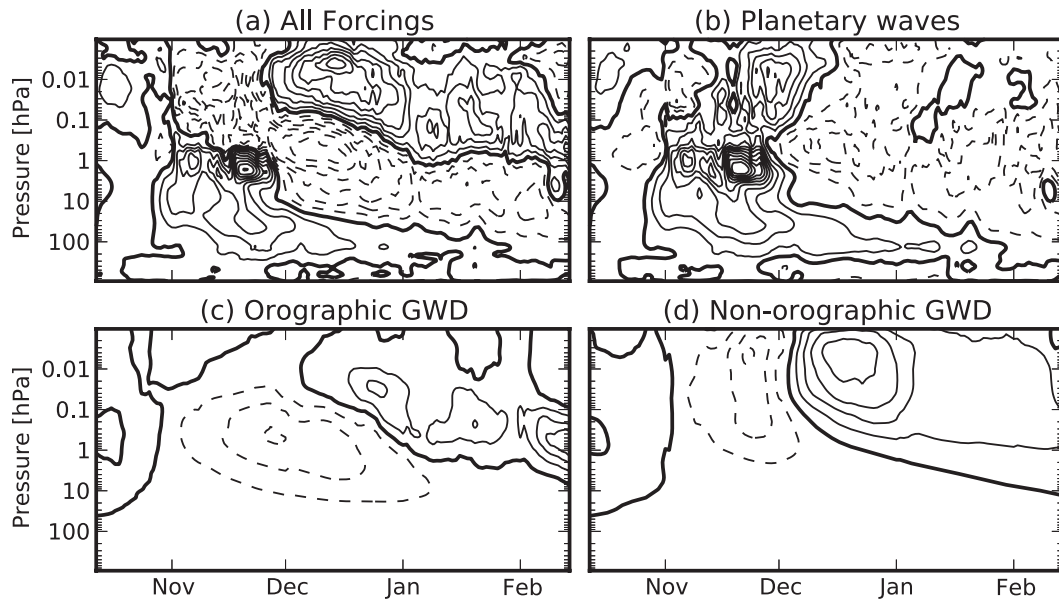 (a) All Forcings
(b) Planetary waves
Pressure [hPa]
0.01
0.1
1
10
100
(c) Orographic GWD
(d) Non-orographic GWD
Pressure [hPa]
0.01
0.1
1
10
100
Nov Dec Jan Feb
Nov Dec Jan Feb